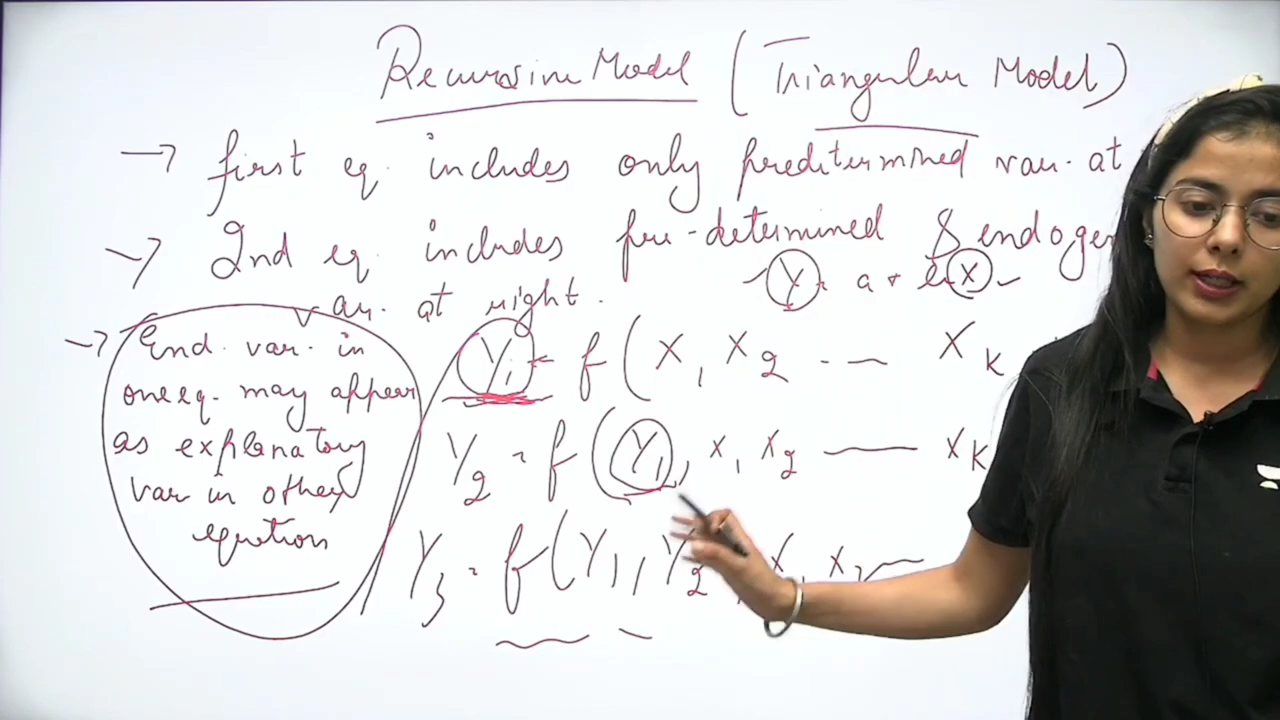 Recursive Model (Triangular Model)
→ first eq. includes only predetermined var. at
→ 2nd eq. includes pre-determined & endogen
var. at right.
Y = a + b X
→ End. var. in
one eq. may appear
as explanatory
var in other
equation
Y1 = f ( X1 X2 -- — Xk
Y2 = f ( Y1, X1 X2 —— Xk
Y3 = f ( Y1, Y2, X1 X2 —